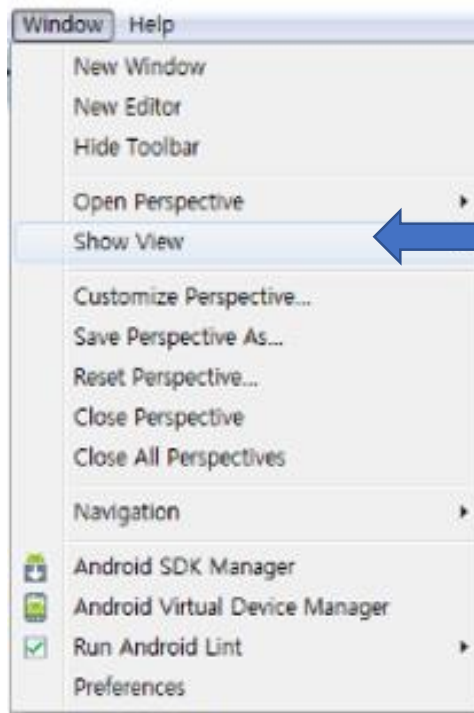 Window Help
New Window
New Editor
Hide Toolbar
Open Perspective
Show View
Customize Perspective...
Save Perspective As...
Reset Perspective...
Close Perspective
Close All Perspectives
Navigation
Android SDK Manager
Android Virtual Device Manager
Run Android Lint
Preferences